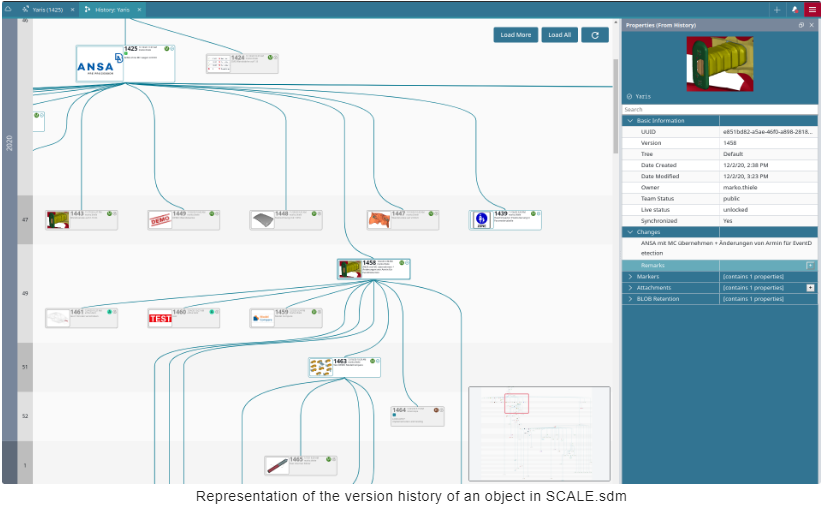 Yaris (1425)
History: Yaris
46
1425
ANSA
1424
Load More
Load All
2020
47
1443
1449
DEMO
1448
1447
1439
1458
49
1461
1460
TEST
1459
1463
51
52
1464
1
1465
Properties (From History)
Yaris
Search
Basic Information
UUID e851bd82-a5ae-46f0-a898-2818...
Version 1458
Tree Default
Date Created 12/2/20, 2:38 PM
Date Modified 12/2/20, 3:23 PM
Owner marko.thiele
Team Status public
Live status unlocked
Synchronized Yes
Changes
ANSA mit MC übernehmen + Änderungen von Armin für EventD
etection
Remarks
Markers [contains 1 properties]
Attachments [contains 1 properties]
BLOB Retention [contains 1 properties]
Representation of the version history of an object in SCALE.sdm